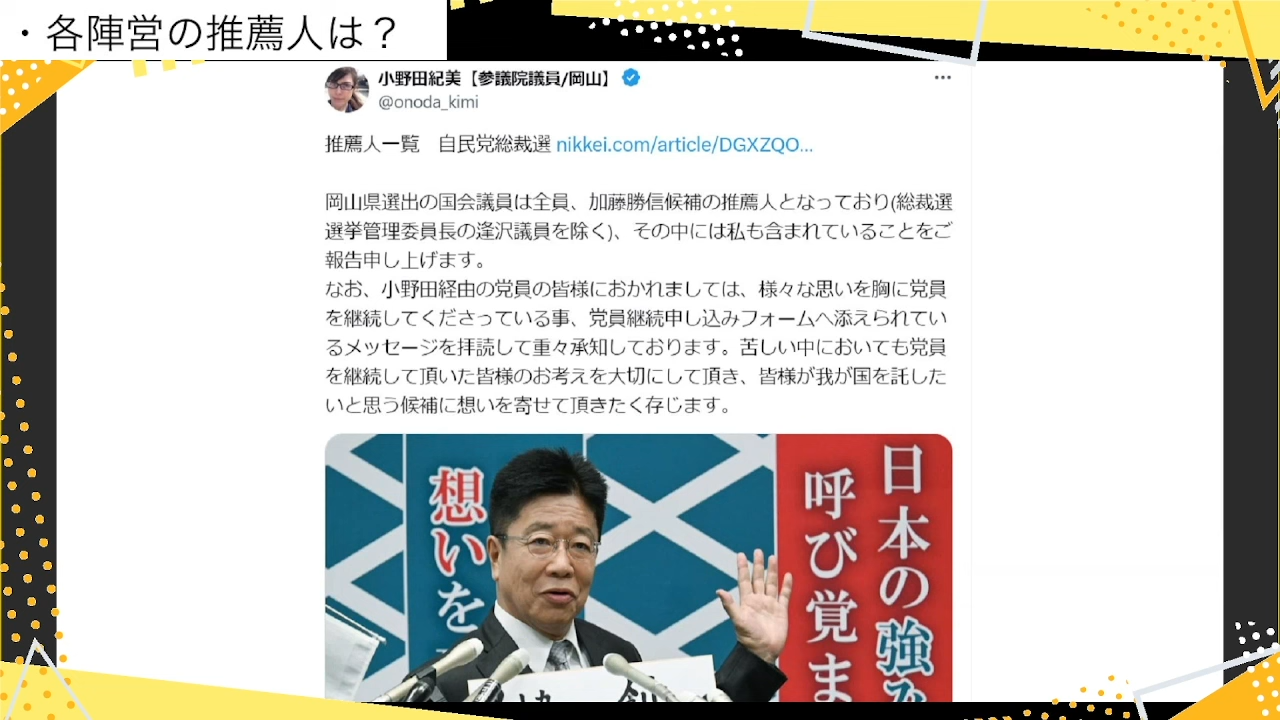 ・各陣営の推薦人は？
小野田紀美【参議院議員/岡山】
@onoda_kimi
推薦人一覧　自民党総裁選 nikkei.com/article/DGXZQO...
岡山県選出の国会議員は全員、加藤勝信候補の推薦人となっており(総裁選
選挙管理委員長の逢沢議員を除く)、その中には私も含まれていることをご
報告申し上げます。
なお、小野田経由の党員の皆様におかれましては、様々な思いを胸に党員
を継続してくださっている事、党員継続申し込みフォームへ添えられてい
るメッセージを拝読して重々承知しております。苦しい中においても党員
を継続して頂いた皆様のお考えを大切にして頂き、皆様が我が国を託した
いと思う候補に想いを寄せて頂きたく存じます。
想いを
日本の強み
呼び覚ま